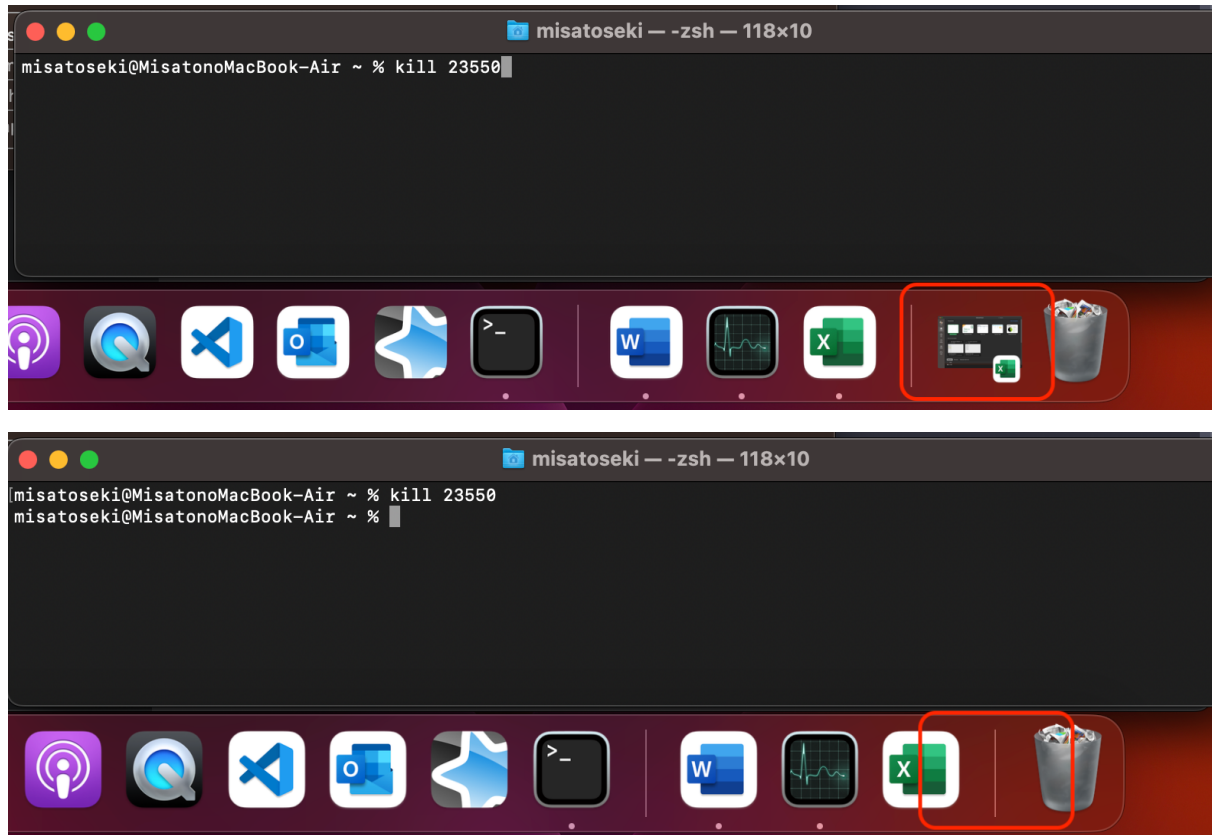 misatoseki — -zsh — 118×10
misatoseki@MisatonoMacBook-Air ~ % kill 23550
>_
O
W
X
X
misatoseki — -zsh — 118×10
[misatoseki@MisatonoMacBook-Air ~ % kill 23550
misatoseki@MisatonoMacBook-Air ~ %
>_
O
W
X